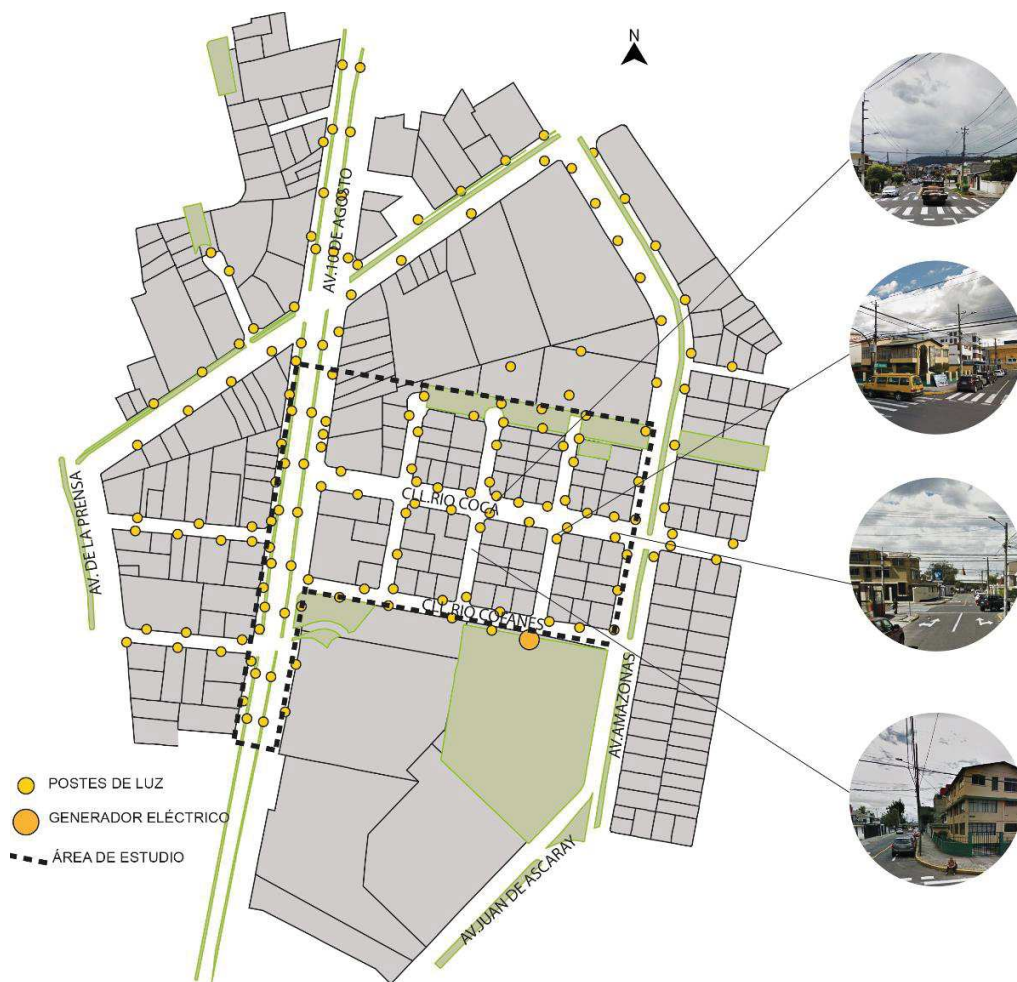 N
AV.10 DE AGOSTO
CLL.RIO COCA
AV. DE LA PRENSA
CLL.RIO COFANES
AV.AMAZONAS
POSTES DE LUZ
GENERADOR ELÉCTRICO
ÁREA DE ESTUDIO
AV.JUAN DE ASCARAY